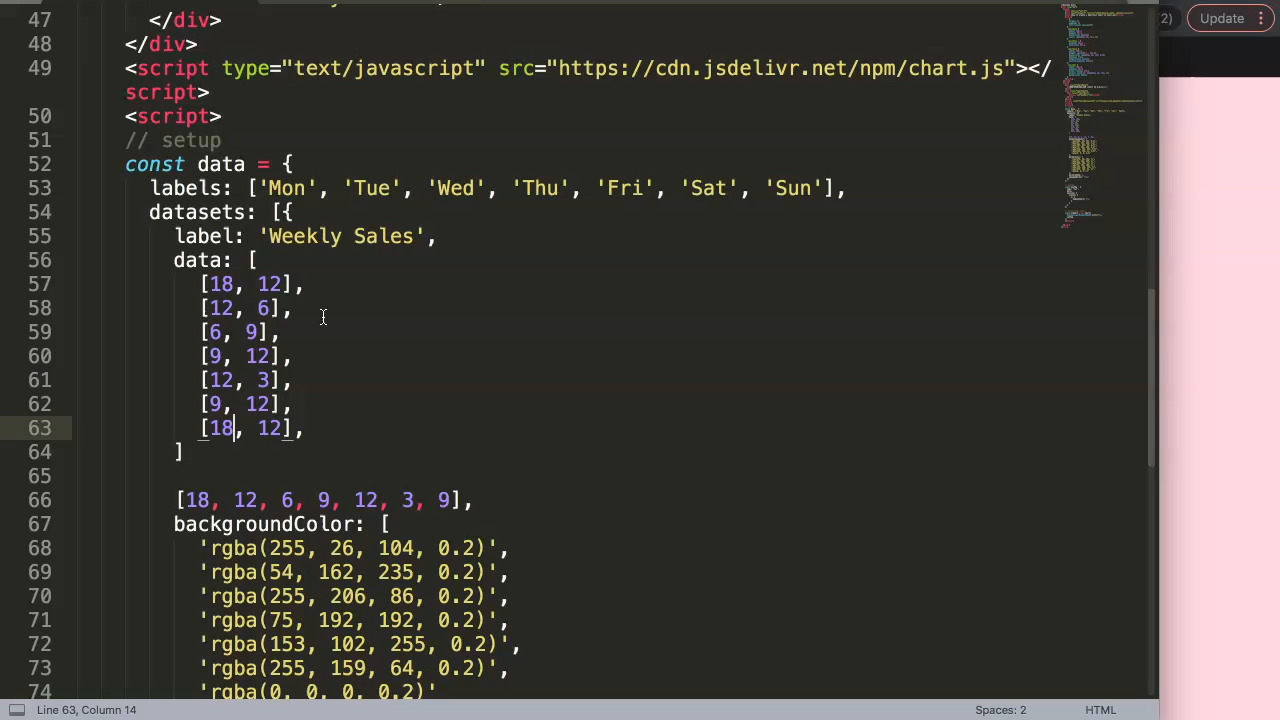 47 </div>
2)
Update
48 </div>
49 <script type="text/javascript" src="https://cdn.jsdelivr.net/npm/chart.js"></
script>
50 <script>
51 // setup
52 const data = {
53 labels: ['Mon', 'Tue', 'Wed', 'Thu', 'Fri', 'Sat', 'Sun'],
54 datasets: [{
55 label: 'Weekly Sales',
56 data: [
57 [18, 12],
58 [12, 6],
59 [6, 9],
60 [9, 12],
61 [12, 3],
62 [9, 12],
63 [18, 12],
64 ]
65
66 [18, 12, 6, 9, 12, 3, 9],
67 backgroundColor: [
68 'rgba(255, 26, 104, 0.2)',
69 'rgba(54, 162, 235, 0.2)',
70 'rgba(255, 206, 86, 0.2)',
71 'rgba(75, 192, 192, 0.2)',
72 'rgba(153, 102, 255, 0.2)',
73 'rgba(255, 159, 64, 0.2)',
74 'rgba(0, 0, 0, 0.2)'
Line 63, Column 14
Spaces: 2
HTML